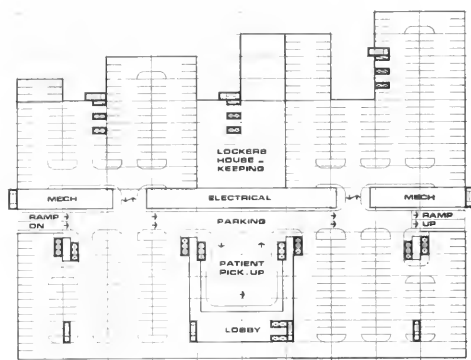 LOCKERS
HOUSE -
KEEPING
MECH
ELECTRICAL
MECH
RAMP
ON
PARKING
RAMP
UP
PATIENT
PICK-UP
LOBBY